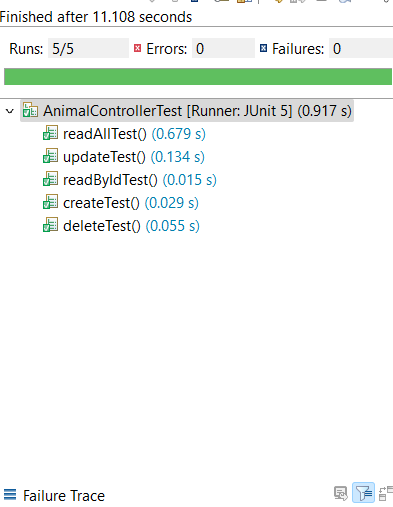 Finished after 11.108 seconds
Runs: 5/5 Errors: 0 Failures: 0
AnimalControllerTest [Runner: JUnit 5] (0.917 s)
readAllTest() (0.679 s)
updateTest() (0.134 s)
readByIdTest() (0.015 s)
createTest() (0.029 s)
deleteTest() (0.055 s)
Failure Trace